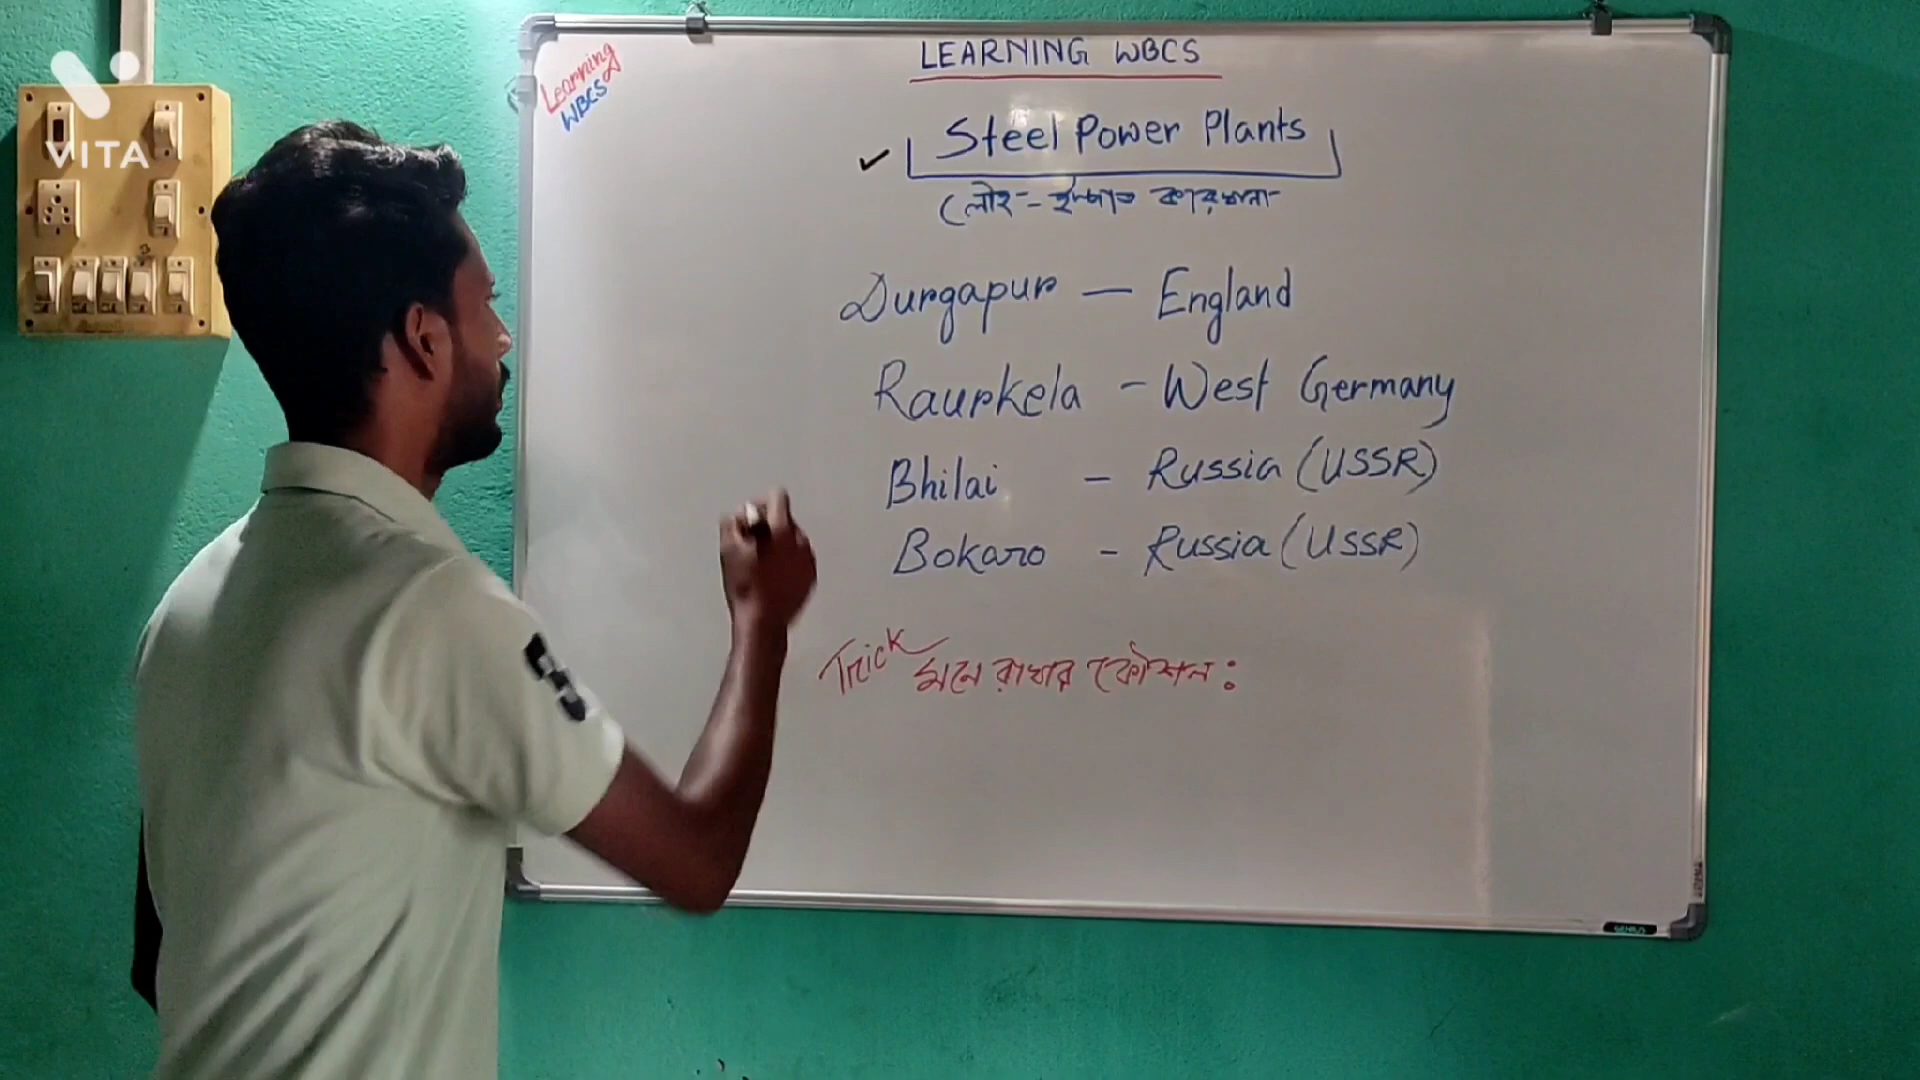 VITA
Learning
WBCS
LEARNING WBCS
Steel Power Plants
লৌহ-ইস্পাত কারখানা
Durgapur — England
Raurkela - West Germany
Bhilai - Russia (USSR)
Bokaro - Russia (USSR)
Trick মনে রাখার কৌশল:
GENIUS